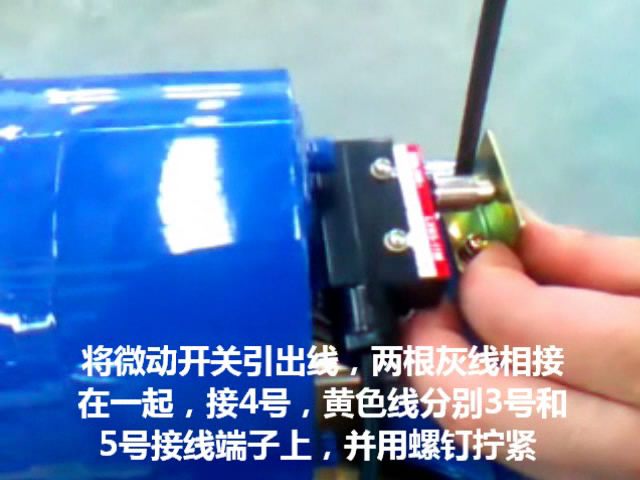 将微动开关引出线，两根灰线相接
在一起，接4号，黄色线分别3号和
5号接线端子上，并用螺钉拧紧